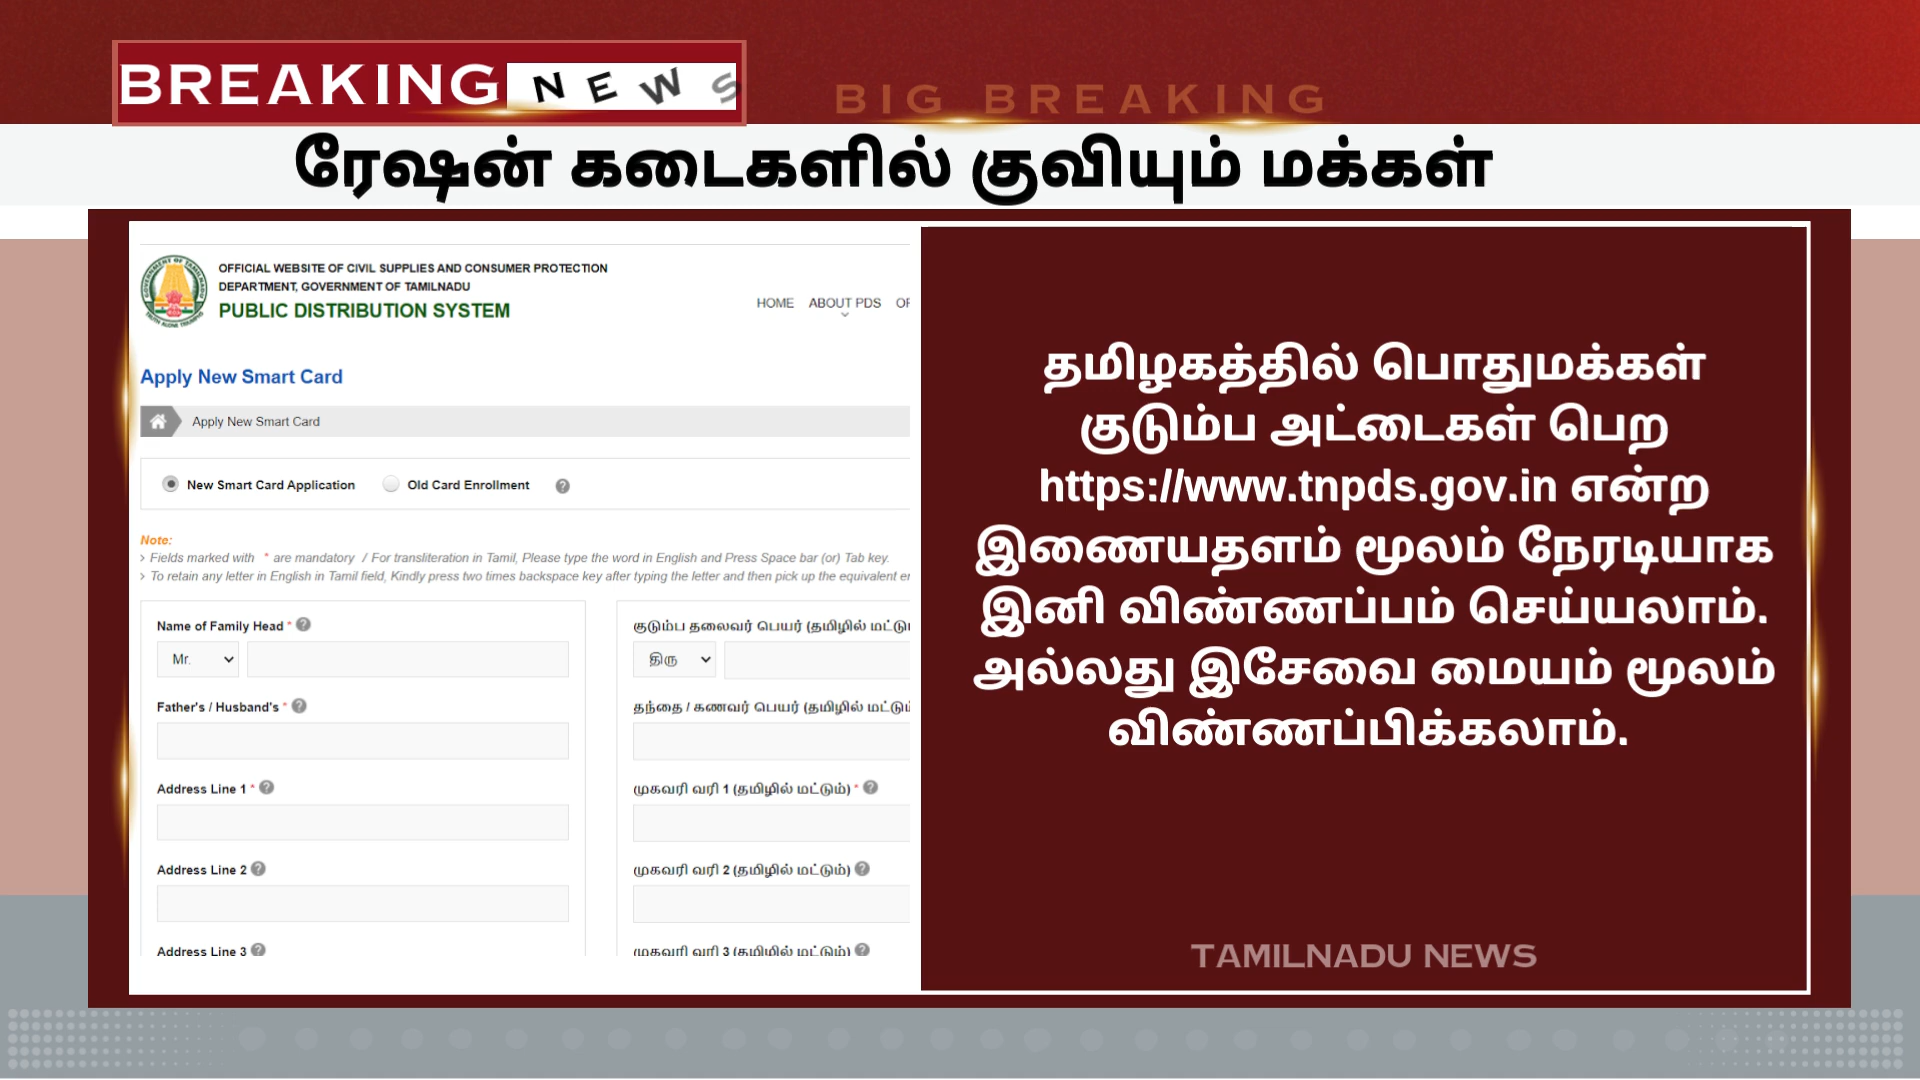 BREAKING NEWS
BIG BREAKING
ரேஷன் கடைகளில் குவியும் மக்கள்
OFFICIAL WEBSITE OF CIVIL SUPPLIES AND CONSUMER PROTECTION
DEPARTMENT, GOVERNMENT OF TAMILNADU
PUBLIC DISTRIBUTION SYSTEM
HOME ABOUT PDS
Apply New Smart Card
Apply New Smart Card
New Smart Card Application Old Card Enrollment
Note:
Fields marked with * are mandatory / For transliteration in Tamil, Please type the word in English and Press Space bar (or) Tab key.
To retain any letter in English in Tamil field, Kindly press two times backspace key after typing the letter and then pick up the equivalent
Name of Family Head *
குடும்ப தலைவர் பெயர் (தமிழில்
Mr.
திரு
Father's / Husband's *
தந்தை / கணவர் பெயர் (தமிழில்
Address Line 1 *
முகவரி வரி 1 (தமிழில் மட்டும்) *
Address Line 2
முகவரி வரி 2 (தமிழில் மட்டும்)
Address Line 3
முகவரி வரி 3 (தமிழில் மட்டும்)
தமிழகத்தில் பொதுமக்கள்
குடும்ப அட்டைகள் பெற
https://www.tnpds.gov.in என்ற
இணையதளம் மூலம் நேரடியாக
இனி விண்ணப்பம் செய்யலாம்.
அல்லது இசேவை மையம் மூலம்
விண்ணப்பிக்கலாம்.
TAMILNADU NEWS